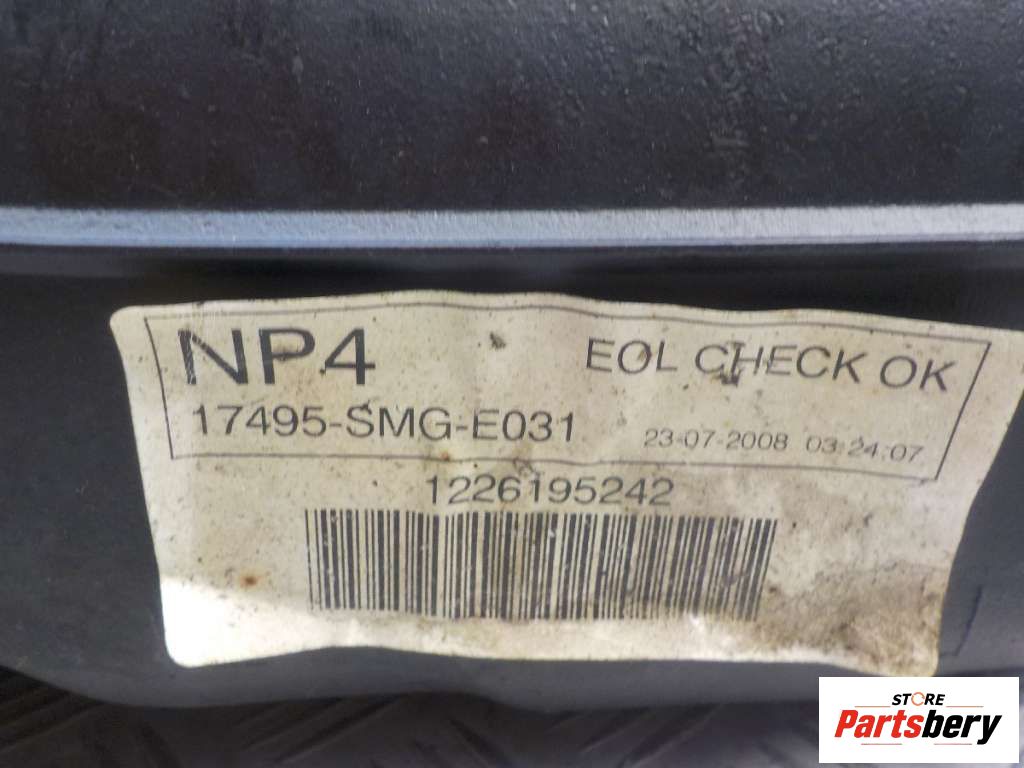 NP4
EOL CHECK OK
17495-SMG-E031
23-07-2008 03:24:07
1226195242
STORE
Partsbery